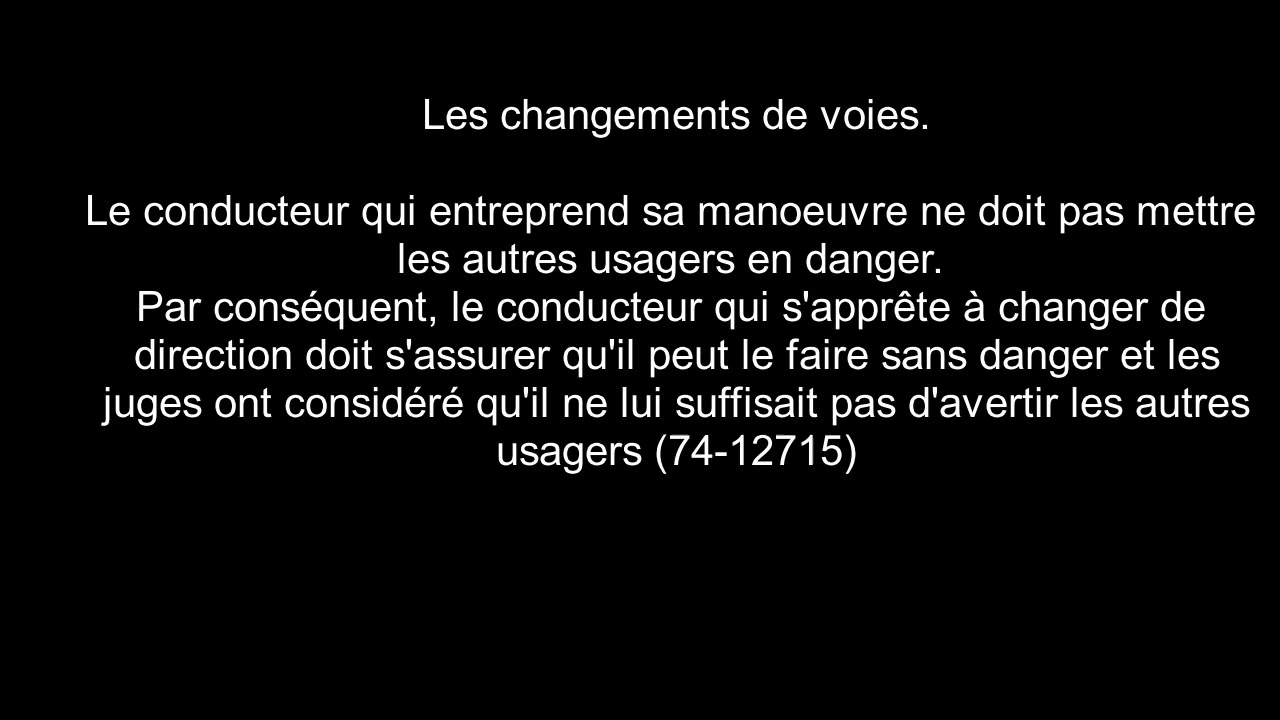 Les changements de voies.
Le conducteur qui entreprend sa manoeuvre ne doit pas mettre
les autres usagers en danger.
Par conséquent, le conducteur qui s'apprête à changer de
direction doit s'assurer qu'il peut le faire sans danger et les
juges ont considéré qu'il ne lui suffisait pas d'avertir les autres
usagers (74-12715)